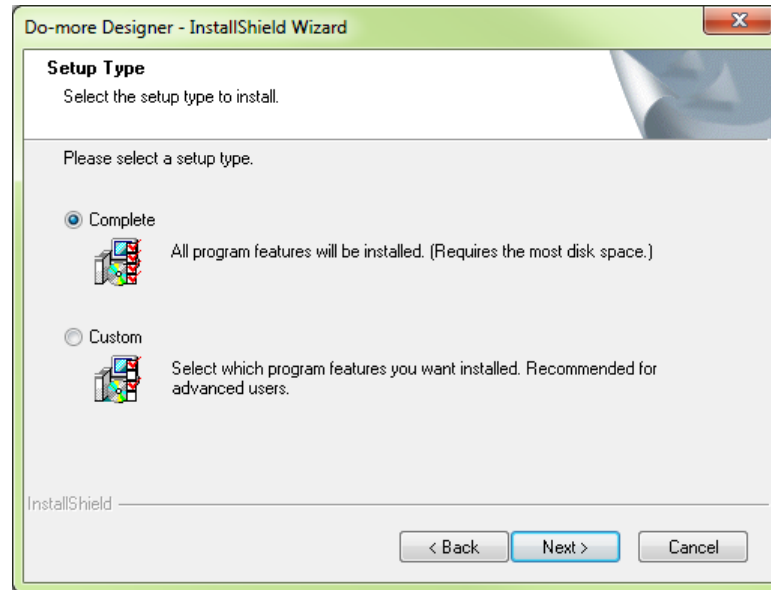 Do-more Designer - InstallShield Wizard
Setup Type
Select the setup type to install.
Please select a setup type.
Complete
All program features will be installed. (Requires the most disk space.)
Custom
Select which program features you want installed. Recommended for
advanced users.
InstallShield
< Back
Next >
Cancel